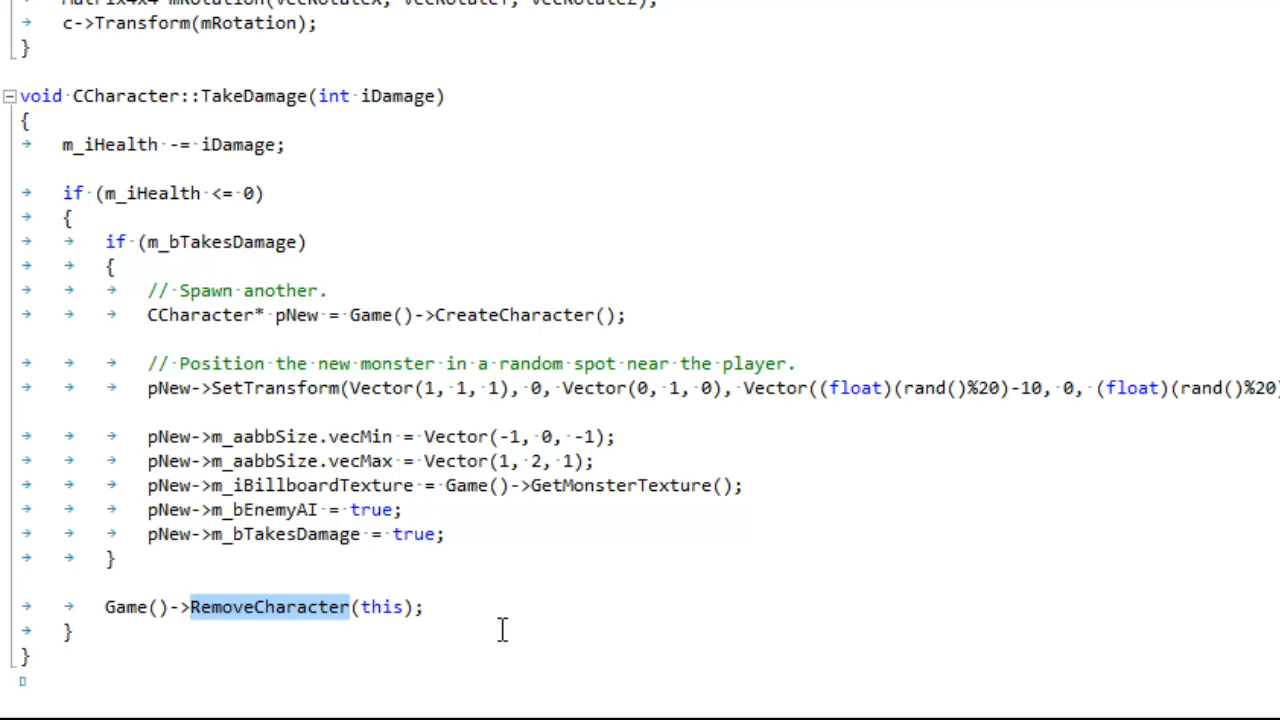 c->Transform(mRotation);
}
void CCharacter::TakeDamage(int iDamage)
{
m_iHealth -= iDamage;
if (m_iHealth <= 0)
{
if (m_bTakesDamage)
{
// Spawn another.
CCharacter* pNew = Game()->CreateCharacter();
// Position the new monster in a random spot near the player.
pNew->SetTransform(Vector(1, 1, 1), 0, Vector(0, 1, 0), Vector((float)(rand()%20)-10, 0, (float)(rand()%20)
pNew->m_aabbSize.vecMin = Vector(-1, 0, -1);
pNew->m_aabbSize.vecMax = Vector(1, 2, 1);
pNew->m_iBillboardTexture = Game()->GetMonsterTexture();
pNew->m_bEnemyAI = true;
pNew->m_bTakesDamage = true;
}
Game()->RemoveCharacter(this);
}
}